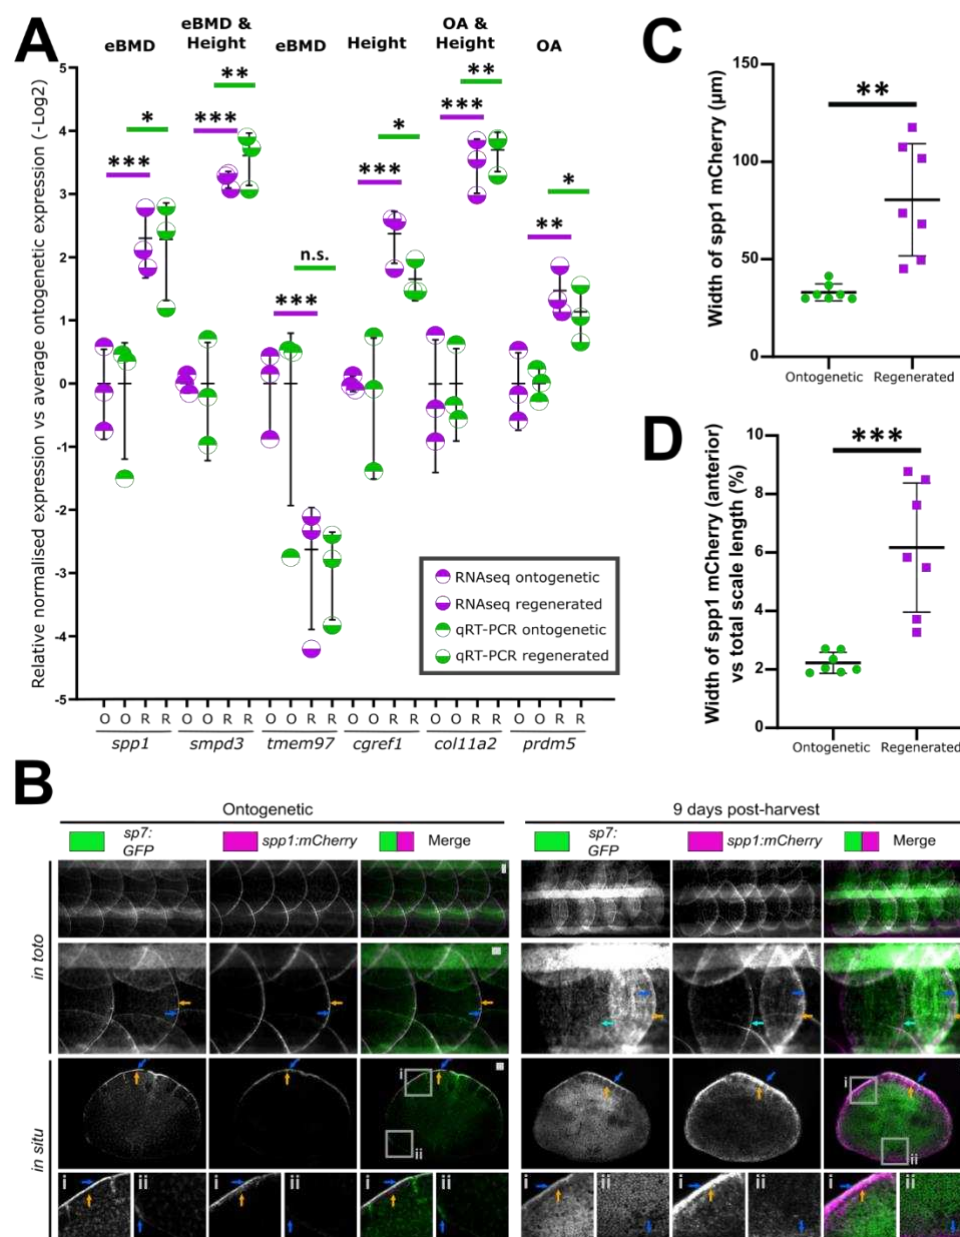 A
eBMD
eBMD &
Height
eBMD
Height
OA &
Height
OA
Relative normalised expression vs average ontogenetic expression (-Log2)
5
4
3
2
1
0
-1
-2
-3
-4
-5
*
***
**
***
n.s.
***
*
***
**
***
*
**
RNAseq ontogenetic
RNAseq regenerated
qRT-PCR ontogenetic
qRT-PCR regenerated
O O R R O O R R O O R R O O R R O O R R O O R R
spp1 smpd3 tmem97 cgref1 col11a2 prdm5
C
Width of spp1 mCherry (µm)
150
100
50
0
**
Ontogenetic Regenerated
D
Width of spp1 mCherry (anterior)
vs total scale length (%)
10
8
6
4
2
0
***
Ontogenetic Regenerated
B
Ontogenetic
9 days post-harvest
sp7:
GFP
spp1:mCherry
Merge
sp7:
GFP
spp1:mCherry
Merge
in toto
in situ
i
ii
i
ii
i
ii
i
ii
i
ii
i
ii
i
ii
i
ii